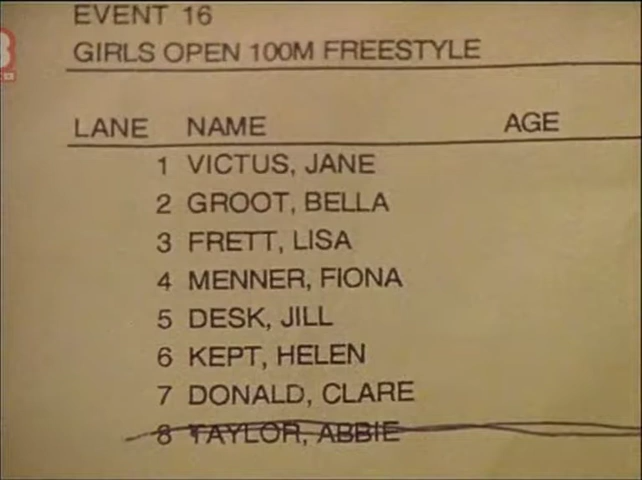 EVENT 16
GIRLS OPEN 100M FREESTYLE
LANE NAME AGE
1 VICTUS, JANE
2 GROOT, BELLA
3 FRETT, LISA
4 MENNER, FIONA
5 DESK, JILL
6 KEPT, HELEN
7 DONALD, CLARE
8 TAYLOR, ABBIE